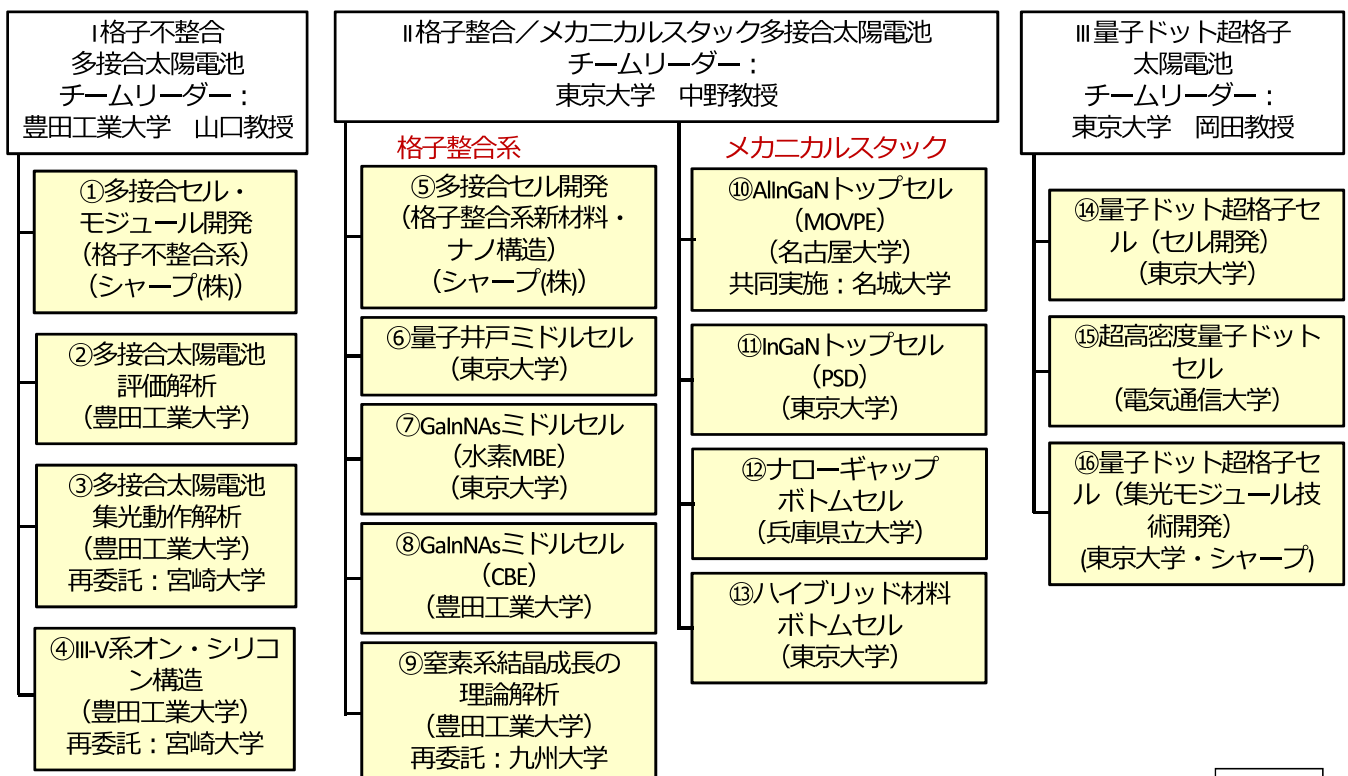 Ⅰ格子不整合
多接合太陽電池
チームリーダー：
豊田工業大学　山口教授
①多接合セル・
モジュール開発
（格子不整合系）
（シャープ(株)）
②多接合太陽電池
評価解析
（豊田工業大学）
③多接合太陽電池
集光動作解析
（豊田工業大学）
再委託：宮崎大学
④III-V系オン・シリコ
ン構造
（豊田工業大学）
再委託：宮崎大学
Ⅱ格子整合／メカニカルスタック多接合太陽電池
チームリーダー：
東京大学　中野教授
格子整合系
⑤多接合セル開発
（格子整合系新材料・
ナノ構造）
（シャープ(株)）
⑥量子井戸ミドルセル
（東京大学）
⑦GaInNAsミドルセル
（水素MBE）
（東京大学）
⑧GaInNAsミドルセル
（CBE）
（豊田工業大学）
⑨窒素系結晶成長の
理論解析
（豊田工業大学）
再委託：九州大学
メカニカルスタック
⑩AlInGaNトップセル
（MOVPE）
（名古屋大学）
共同実施：名城大学
⑪InGaNトップセル
（PSD）
（東京大学）
⑫ナローギャップ
ボトムセル
（兵庫県立大学）
⑬ハイブリッド材料
ボトムセル
（東京大学）
Ⅲ量子ドット超格子
太陽電池
チームリーダー：
東京大学　岡田教授
⑭量子ドット超格子セ
ル（セル開発）
（東京大学）
⑮超高密度量子ドット
セル
（電気通信大学）
⑯量子ドット超格子セ
ル（集光モジュール技
術開発）
(東京大学・シャープ)